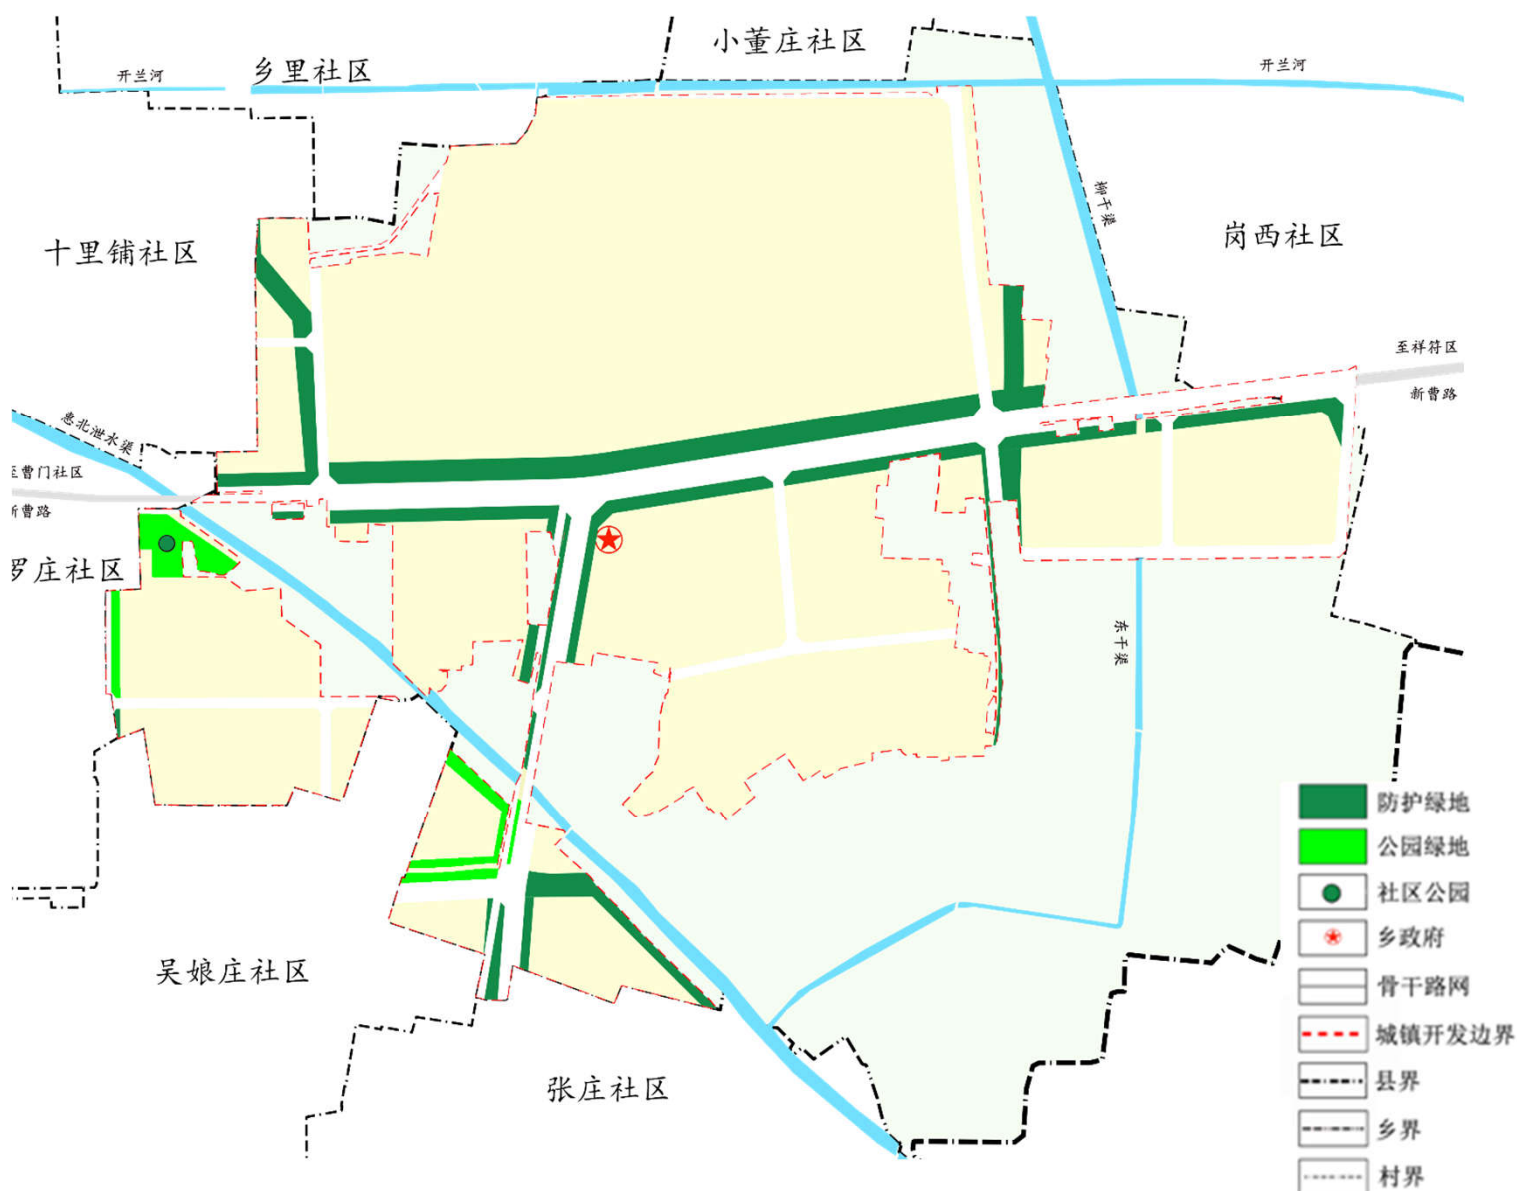 小董庄社区
乡里社区
开兰河
开兰河
柳干渠
十里铺社区
岗西社区
至祥符区
新曹路
惠北泄水渠
至曹门社区
新曹路
罗庄社区
东干渠
吴娘庄社区
张庄社区
防护绿地
公园绿地
社区公园
乡政府
骨干路网
城镇开发边界
县界
乡界
村界